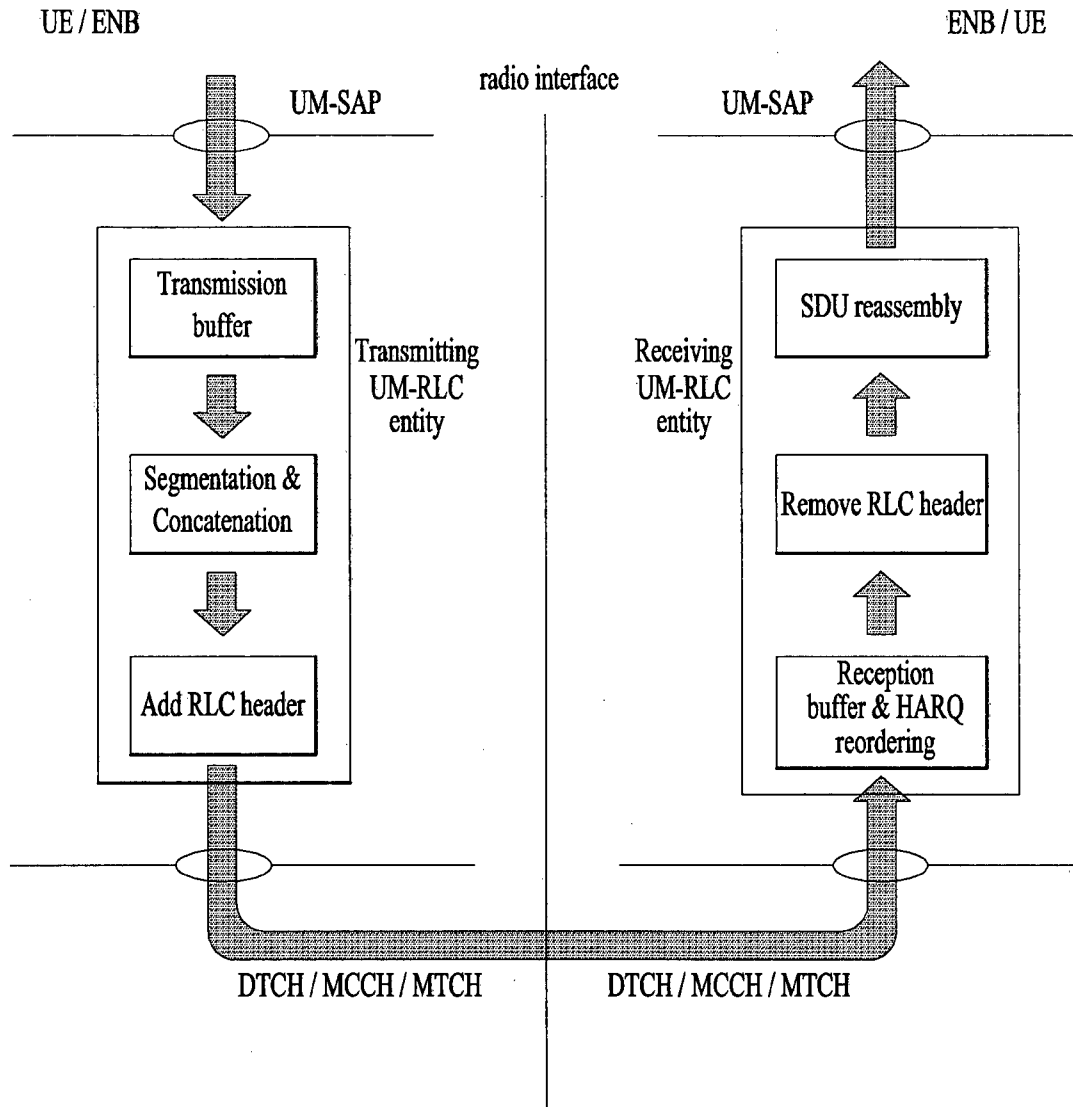 UE / ENB
ENB / UE
radio interface
UM-SAP
UM-SAP
Transmission
buffer
Transmitting
UM-RLC
entity
Segmentation &
Concatenation
Add RLC header
SDU reassembly
Receiving
UM-RLC
entity
Remove RLC header
Reception
buffer & HARQ
reordering
DTCH / MCCH / MTCH
DTCH / MCCH / MTCH